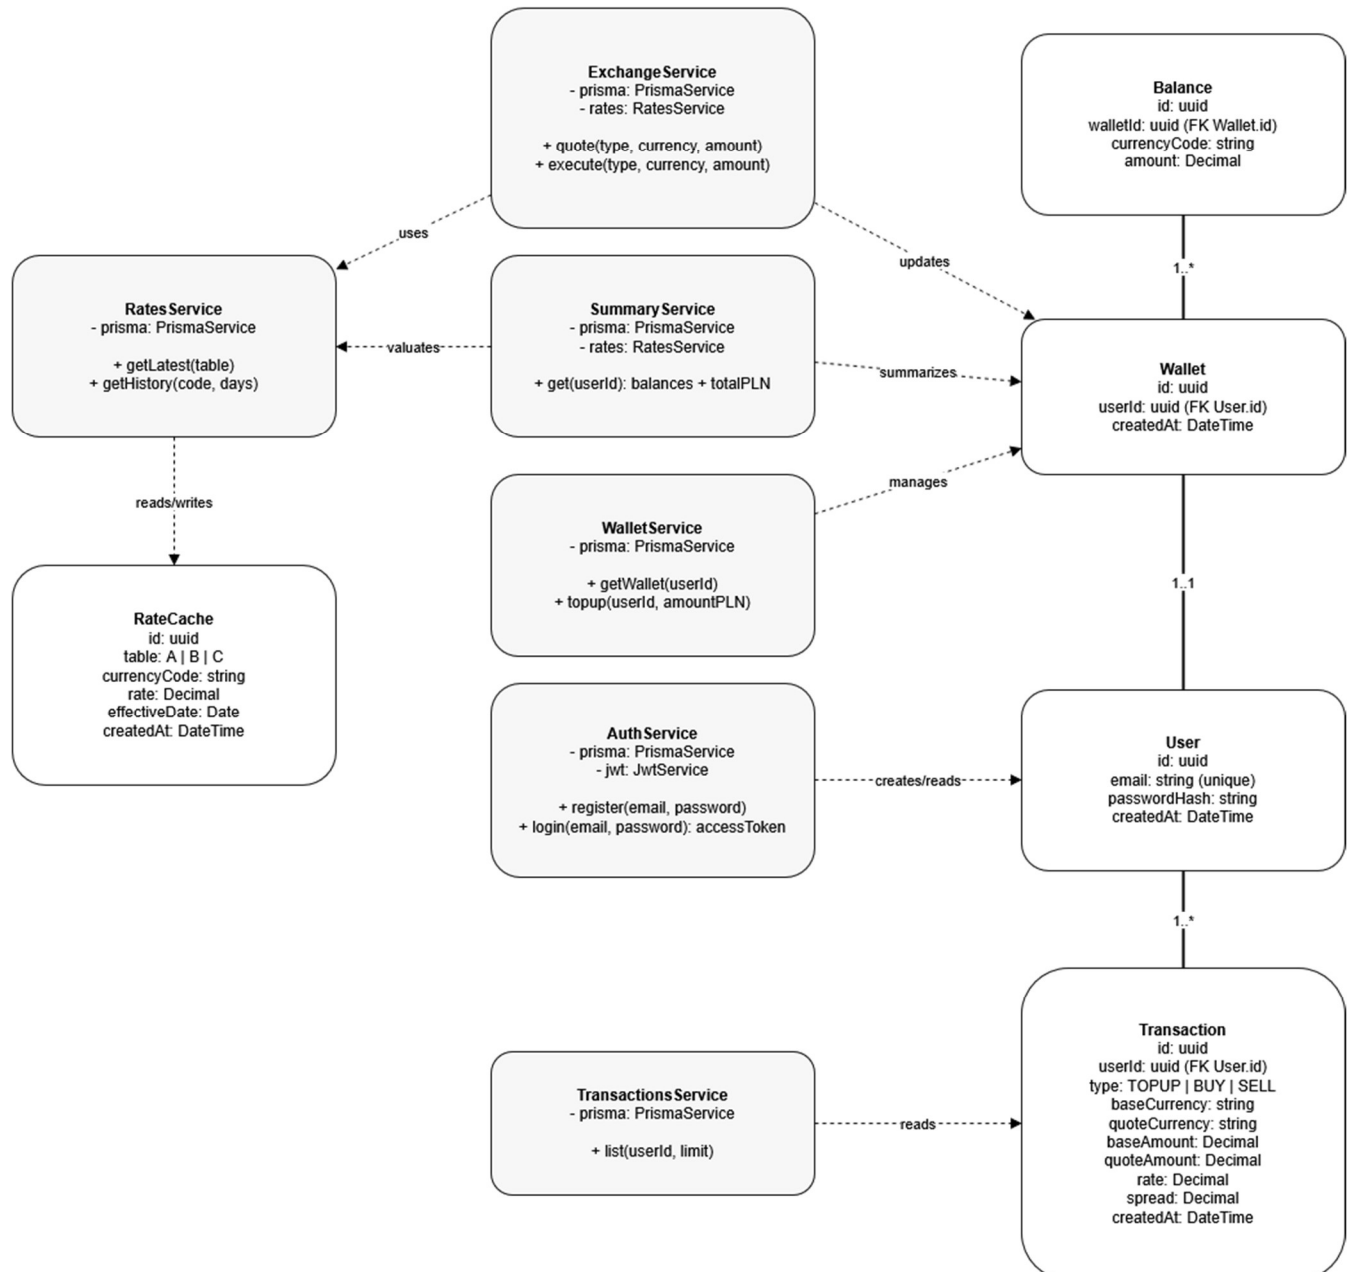 ExchangeService
- prisma: PrismaService
- rates: RatesService
+ quote(type, currency, amount)
+ execute(type, currency, amount)
Balance
id: uuid
walletId: uuid (FK Wallet.id)
currencyCode: string
amount: Decimal
uses
updates
1..*
RatesService
- prisma: PrismaService
+ getLatest(table)
+ getHistory(code, days)
valuates
SummaryService
- prisma: PrismaService
- rates: RatesService
+ get(userId): balances + totalPLN
summarizes
Wallet
id: uuid
userId: uuid (FK User.id)
createdAt: DateTime
reads/writes
WalletService
- prisma: PrismaService
+ getWallet(userId)
+ topup(userId, amountPLN)
manages
1..1
RateCache
id: uuid
table: A | B | C
currencyCode: string
rate: Decimal
effectiveDate: Date
createdAt: DateTime
AuthService
- prisma: PrismaService
- jwt: JwtService
+ register(email, password)
+ login(email, password): accessToken
creates/reads
User
id: uuid
email: string (unique)
passwordHash: string
createdAt: DateTime
1..*
TransactionsService
- prisma: PrismaService
+ list(userId, limit)
reads
Transaction
id: uuid
userId: uuid (FK User.id)
type: TOPUP | BUY | SELL
baseCurrency: string
quoteCurrency: string
baseAmount: Decimal
quoteAmount: Decimal
rate: Decimal
spread: Decimal
createdAt: DateTime